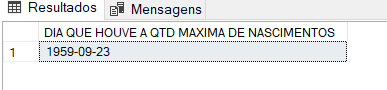 Resultados Mensagens
DIA QUE HOUVE A QTD MAXIMA DE NASCIMENTOS
1 1959-09-23